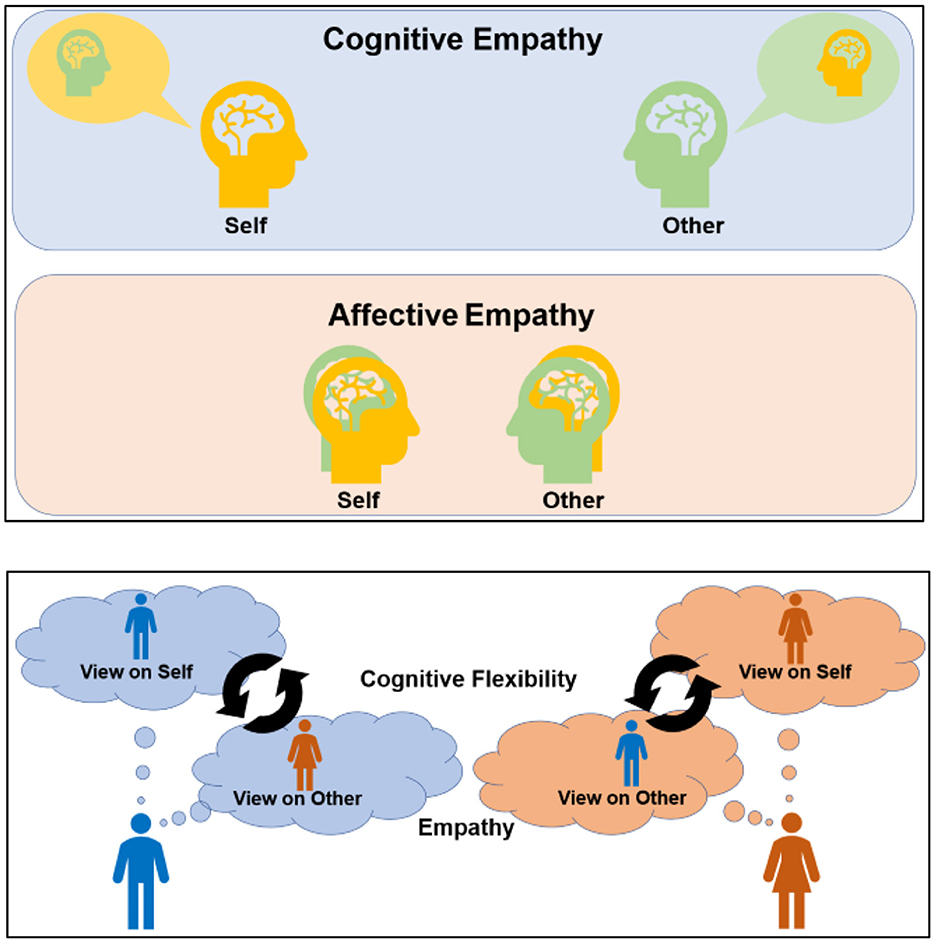 Cognitive Empathy
Self
Other
Affective Empathy
Self
Other
View on Self
View on Self
Cognitive Flexibility
View on Other
View on Other
Empathy